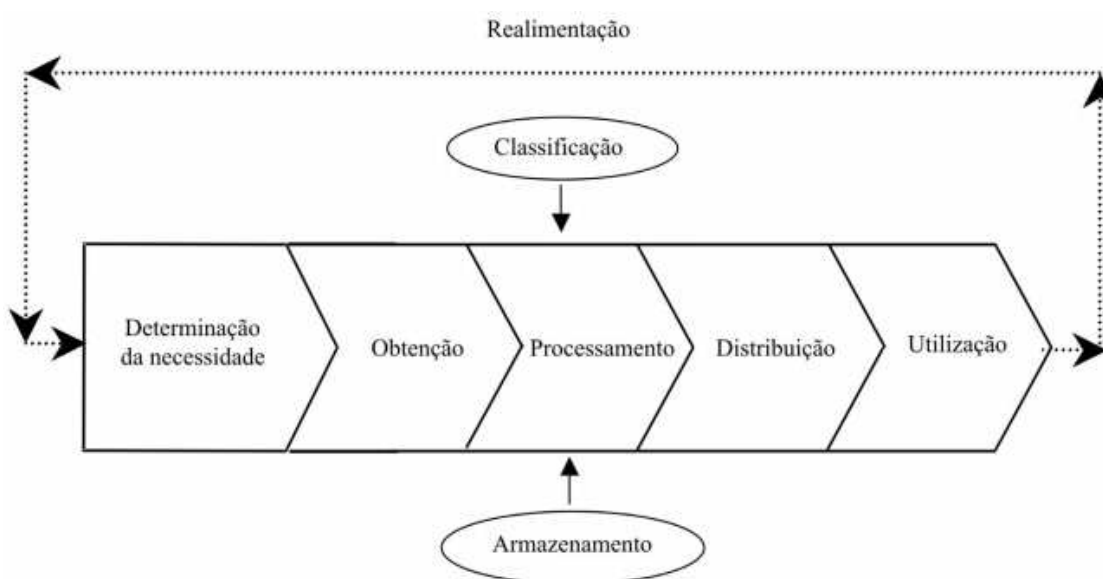 Realimentação
Classificação
Determinação
da necessidade
Obtenção
Processamento
Distribuição
Utilização
Armazenamento